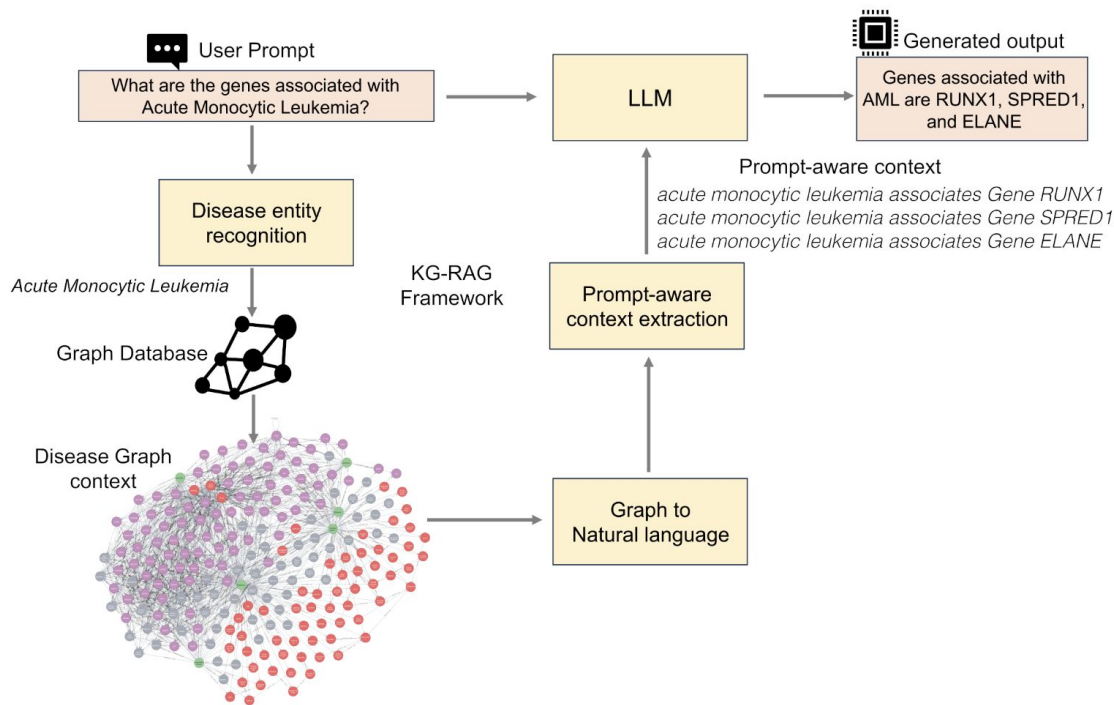 User Prompt
What are the genes associated with
Acute Monocytic Leukemia?
LLM
Generated output
Genes associated with
AML are RUNX1, SPRED1,
and ELANE
Prompt-aware context
acute monocytic leukemia associates Gene RUNX1
acute monocytic leukemia associates Gene SPRED1
acute monocytic leukemia associates Gene ELANE
Disease entity
recognition
Acute Monocytic Leukemia
KG-RAG
Framework
Prompt-aware
context extraction
Graph Database
Disease Graph
context
Graph to
Natural language